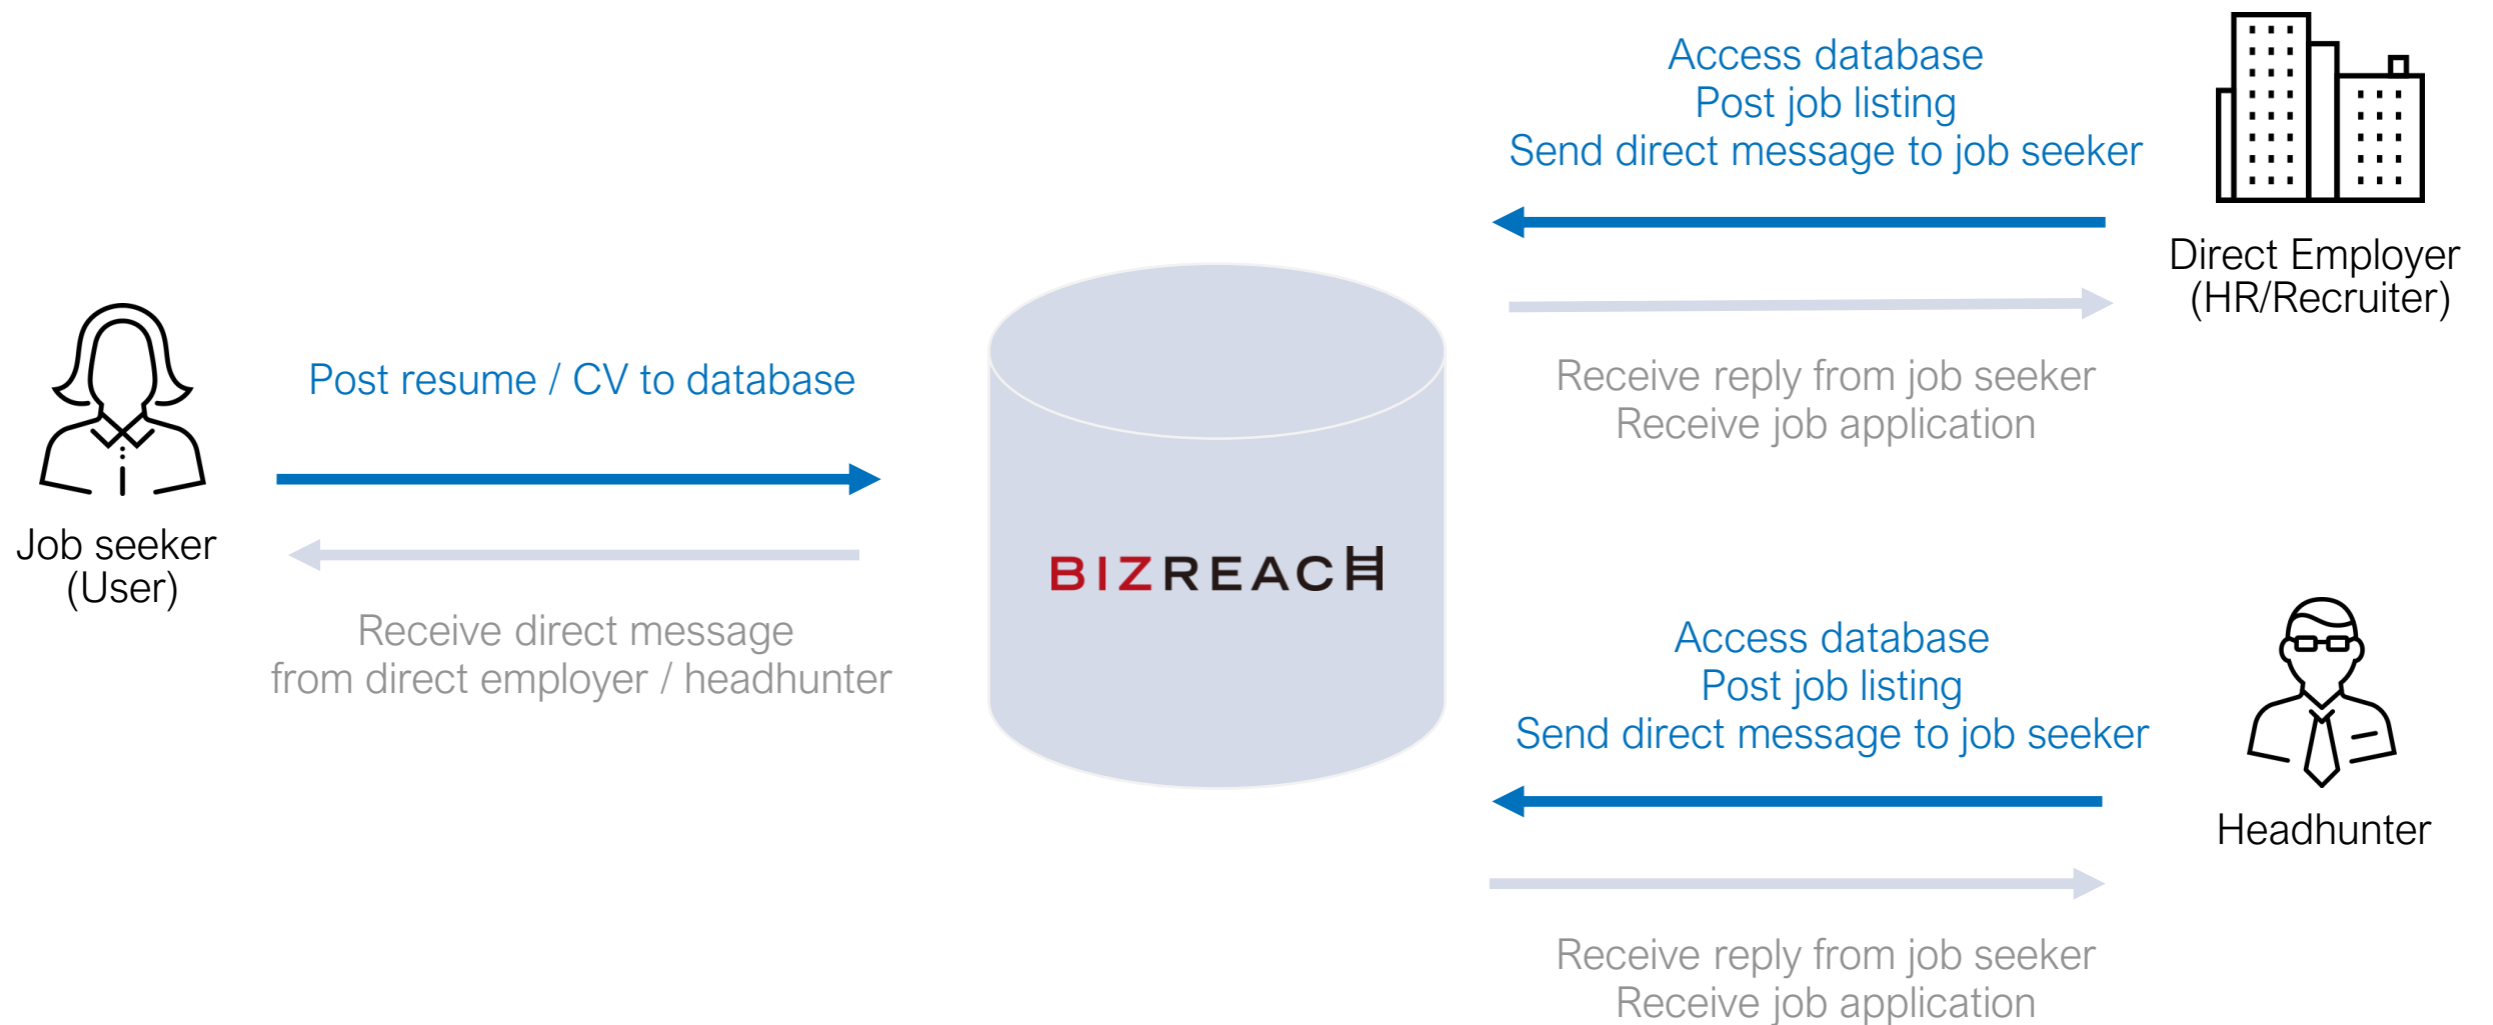 Access database
Post job listing
Send direct message to job seeker
Direct Employer
(HR/Recruiter)
Receive reply from job seeker
Receive job application
Post resume / CV to database
Job seeker
(User)
Receive direct message
from direct employer / headhunter
BIZREACH
Access database
Post job listing
Send direct message to job seeker
Headhunter
Receive reply from job seeker
Receive job application